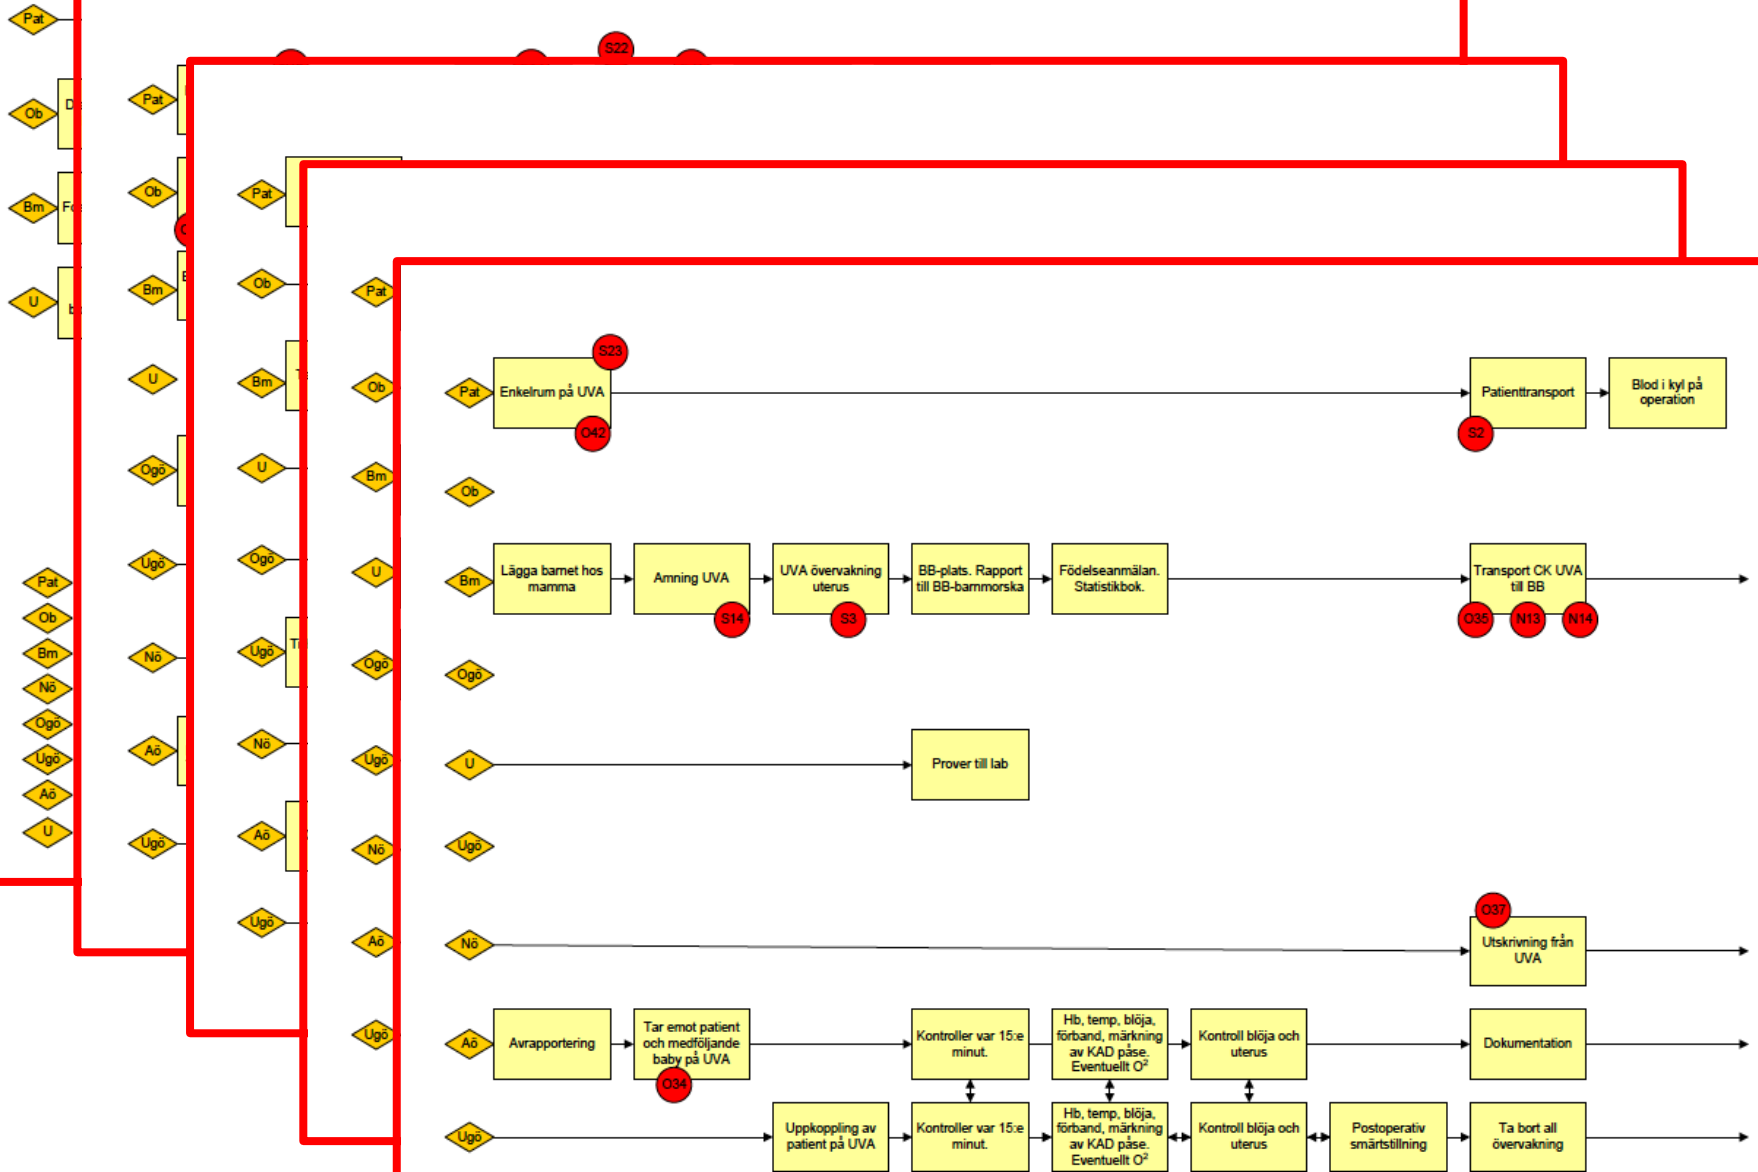 Pat
Ob
D
Bm
Fo
U
b
Pat
Ob
Bm
Nö
Ogö
Ugö
Aö
U
S22
Pat
Ob
Bm
E
U
Ogö
Ugö
Nö
Aö
Ugö
Pat
Ob
Bm
T
U
Ogö
Ugö
Ti
Nö
Aö
Ugö
Pat
Ob
Bm
U
Ogö
Ugö
Nö
Aö
Ugö
S23
Pat
Enkelrum på UVA
O42
Patienttransport
S2
Blod i kyl på
operation
Ob
Bm
Lägga barnet hos
mamma
Amning UVA
S14
UVA övervakning
uterus
S3
BB-plats. Rapport
till BB-barnmorska
Födelseanmälan.
Statistikbok.
Transport CK UVA
till BB
O35
N13
N14
Ogö
U
Prover till lab
Ugö
O37
Nö
Utskrivning från
UVA
Aö
Avrapportering
Tar emot patient
och medföljande
baby på UVA
O34
Kontroller var 15:e
minut.
Hb, temp, blöja,
förband, märkning
av KAD påse.
Eventuellt O²
Kontroll blöja och
uterus
Dokumentation
Ugö
Uppkoppling av
patient på UVA
Kontroller var 15:e
minut.
Hb, temp, blöja,
förband, märkning
av KAD påse.
Eventuellt O²
Kontroll blöja och
uterus
Postoperativ
smärtstillning
Ta bort all
övervakning